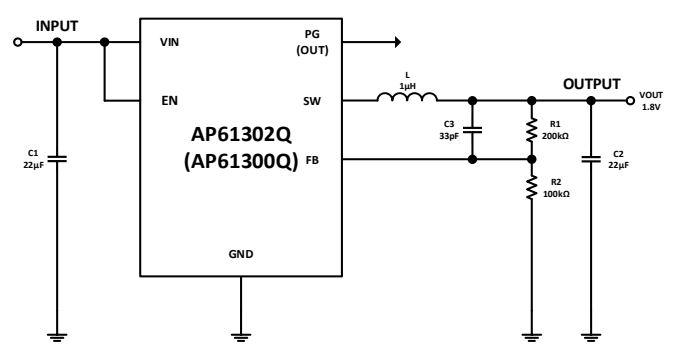 INPUT
VIN
EN
PG
(OUT)
SW
AP61302Q
(AP61300Q)
FB
GND
C1
22µF
L
1µH
C3
33pF
R1
200kΩ
R2
100kΩ
OUTPUT
VOUT
1.8V
C2
22µF